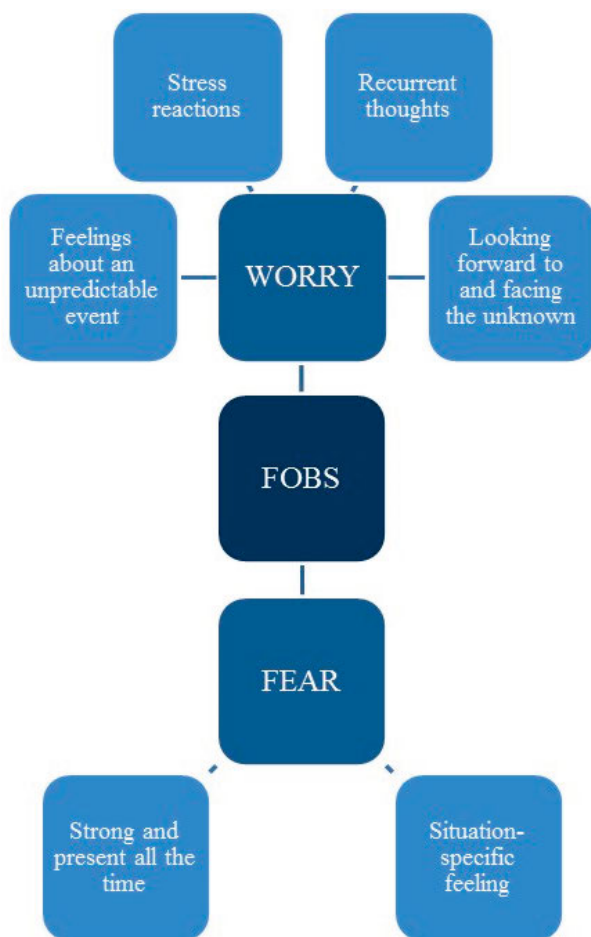 Stress
reactions
Recurrent
thoughts
Feelings
about an
unpredictable
event
WORRY
Looking
forward to
and facing
the unknown
FOBS
FEAR
Strong and
present all the
time
Situation-
specific
feeling